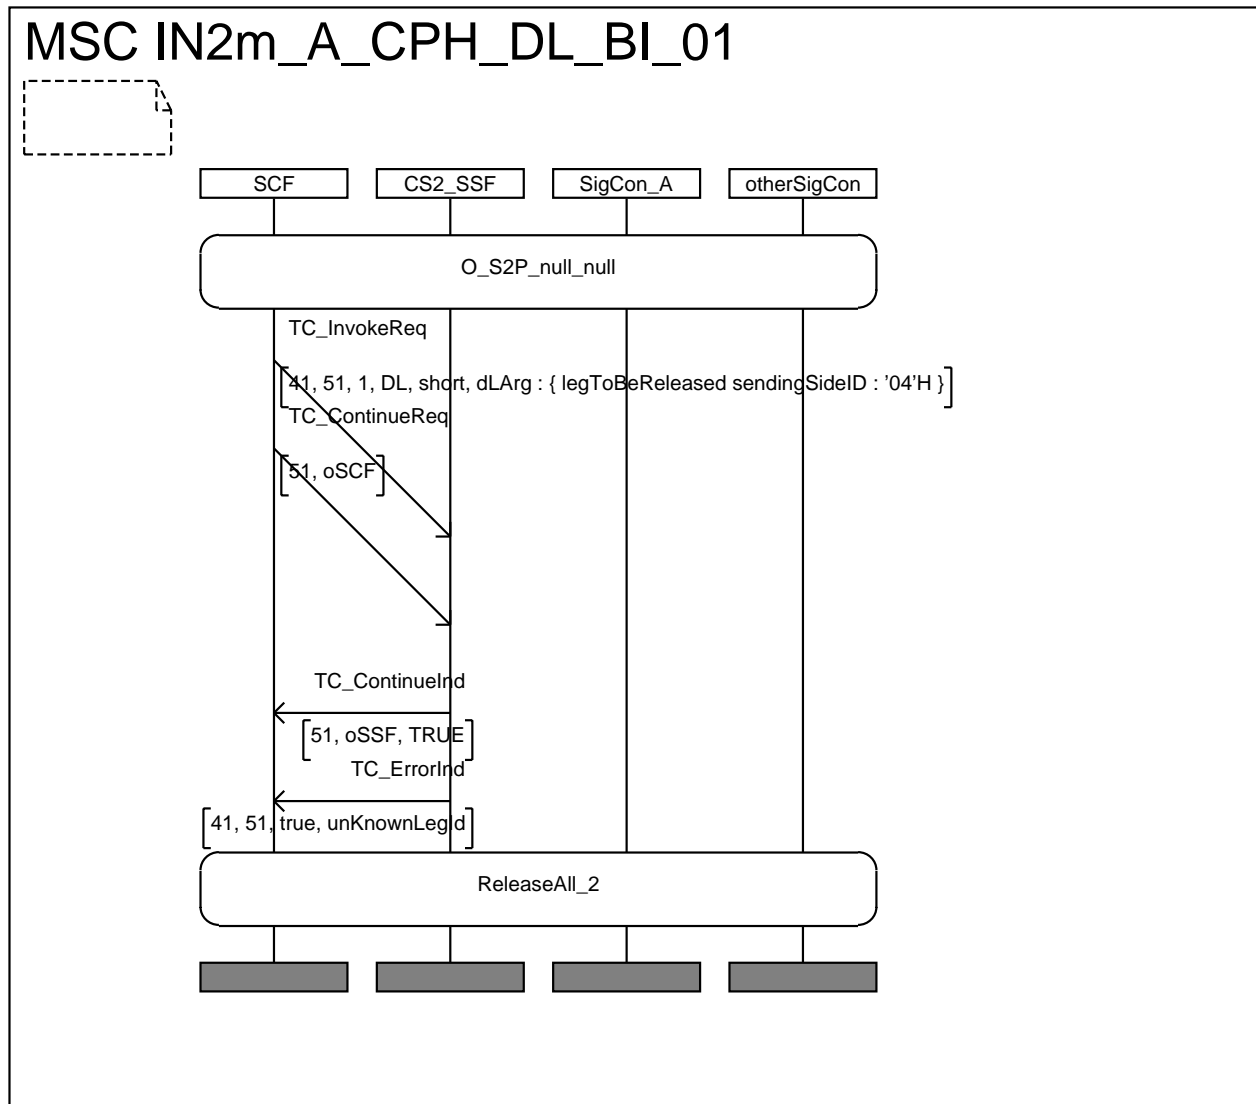 MSC IN2m_A_CPH_DL_BI_01
SCF
CS2_SSF
SigCon_A
otherSigCon
O_S2P_null_null
TC_InvokeReq
41, 51, 1, DL, short, dLArg : { legToBeReleased sendingSideID : '04'H }
TC_ContinueReq
51, oSCF
TC_ContinueInd
51, oSSF, TRUE
TC_ErrorInd
41, 51, true, unKnownLegId
ReleaseAll_2